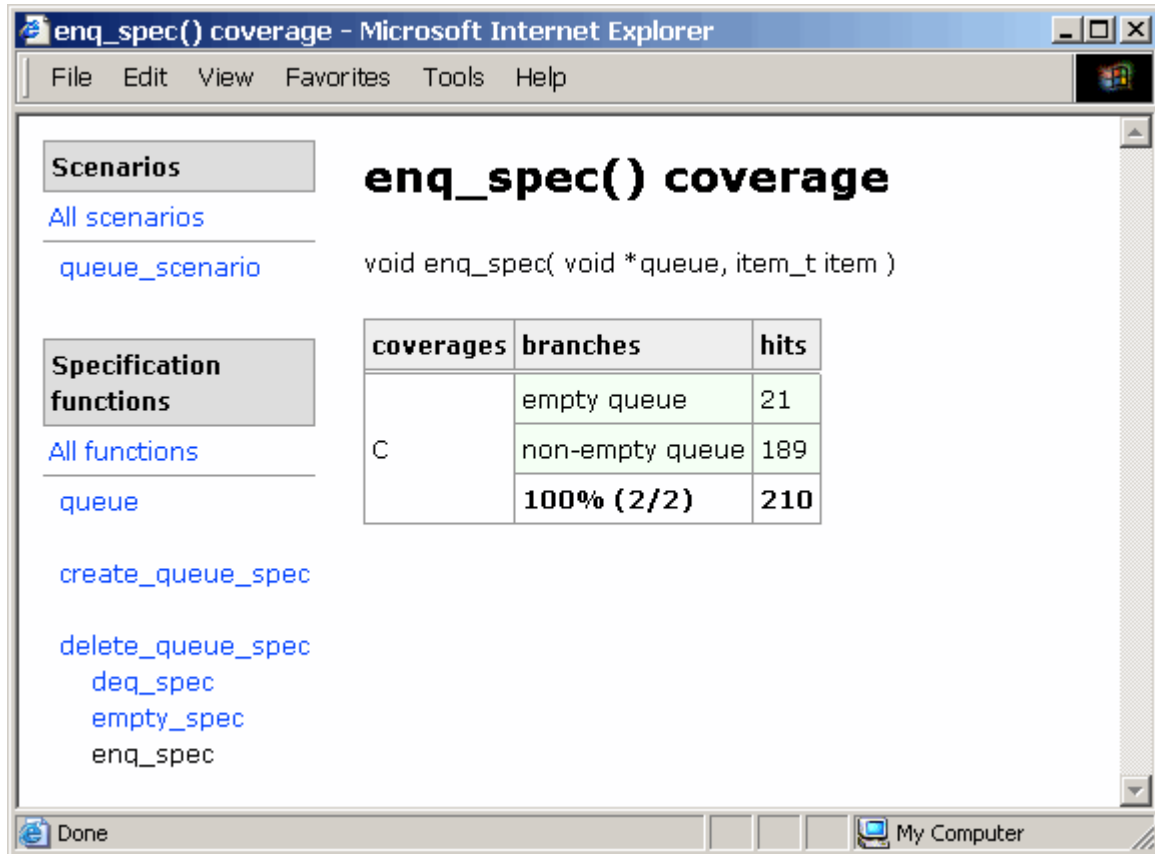 enq_spec() coverage - Microsoft Internet Explorer
File Edit View Favorites Tools Help
Scenarios
All scenarios
queue_scenario
Specification
functions
All functions
queue
create_queue_spec
delete_queue_spec
deq_spec
empty_spec
enq_spec
enq_spec() coverage
void enq_spec( void *queue, item_t item )
coverages branches hits
C
empty queue 21
non-empty queue 189
100% (2/2) 210
Done
My Computer